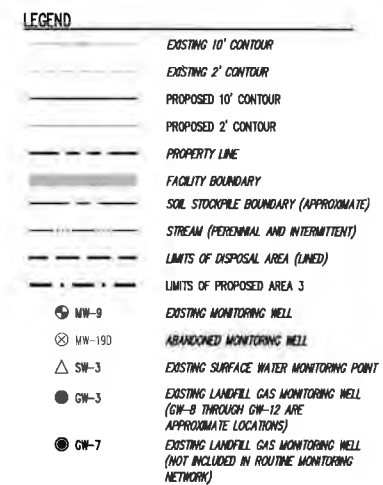 LEGEND
EXISTING 10' CONTOUR
EXISTING 2' CONTOUR
PROPOSED 10' CONTOUR
PROPOSED 2' CONTOUR
PROPERTY LINE
FACILITY BOUNDARY
SOIL STOCKPILE BOUNDARY (APPROXIMATE)
STREAM (PERENNIAL AND INTERMITTENT)
LIMITS OF DISPOSAL AREA (LINED)
LIMITS OF PROPOSED AREA 3
MW-9 EXISTING MONITORING WELL
MW-19D ABANDONED MONITORING WELL
SW-3 EXISTING SURFACE WATER MONITORING POINT
GW-3 EXISTING LANDFILL GAS MONITORING WELL
(GW-8 THROUGH GW-12 ARE
APPROXIMATE LOCATIONS)
GW-7 EXISTING LANDFILL GAS MONITORING WELL
(NOT INCLUDED IN ROUTINE MONITORING
NETWORK)